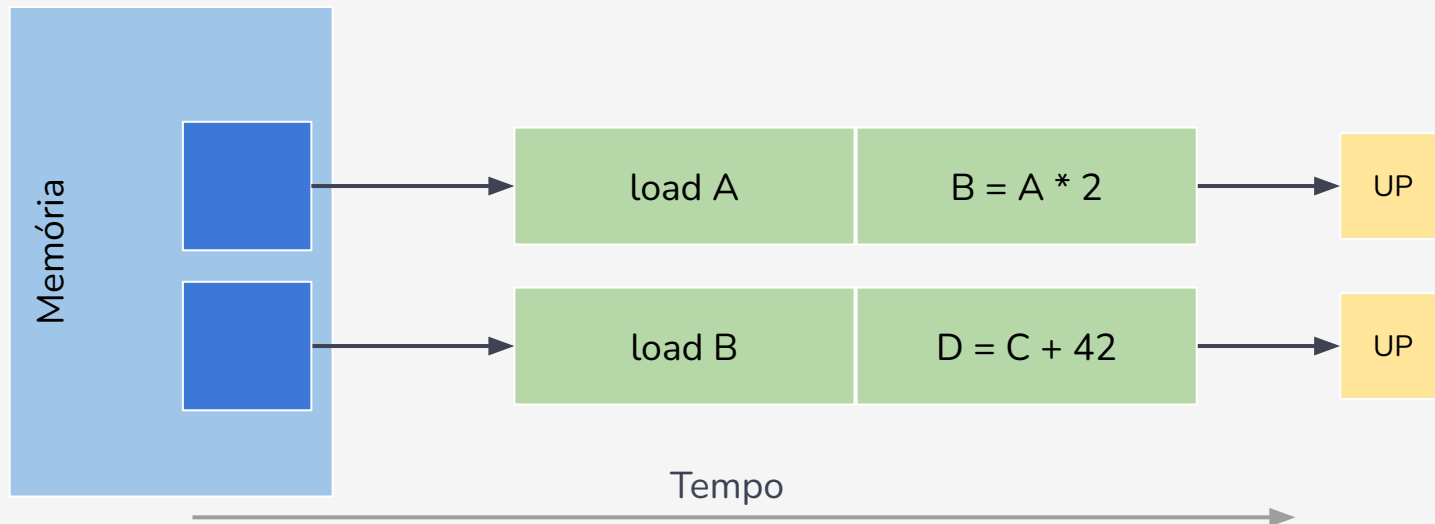 Memória
load A
B = A * 2
UP
load B
D = C + 42
UP
Tempo